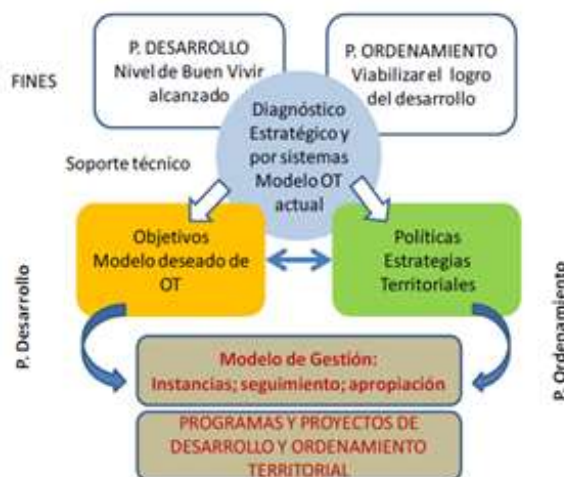 P. DESARROLLO
Nivel de Buen Vivir
alcanzado
P. ORDENAMIENTO
Viabilizar el logro
del desarrollo
FINES
Diagnóstico
Estratégico y
por sistemas
Modelo OT
actual
Soporte técnico
Objetivos
Modelo deseado de
OT
Políticas
Estrategias
Territoriales
P. Desarrollo
P. Ordenamiento
Modelo de Gestión:
Instancias; seguimiento; apropiación
PROGRAMAS Y PROYECTOS DE
DESARROLLO Y ORDENAMIENTO
TERRITORIAL